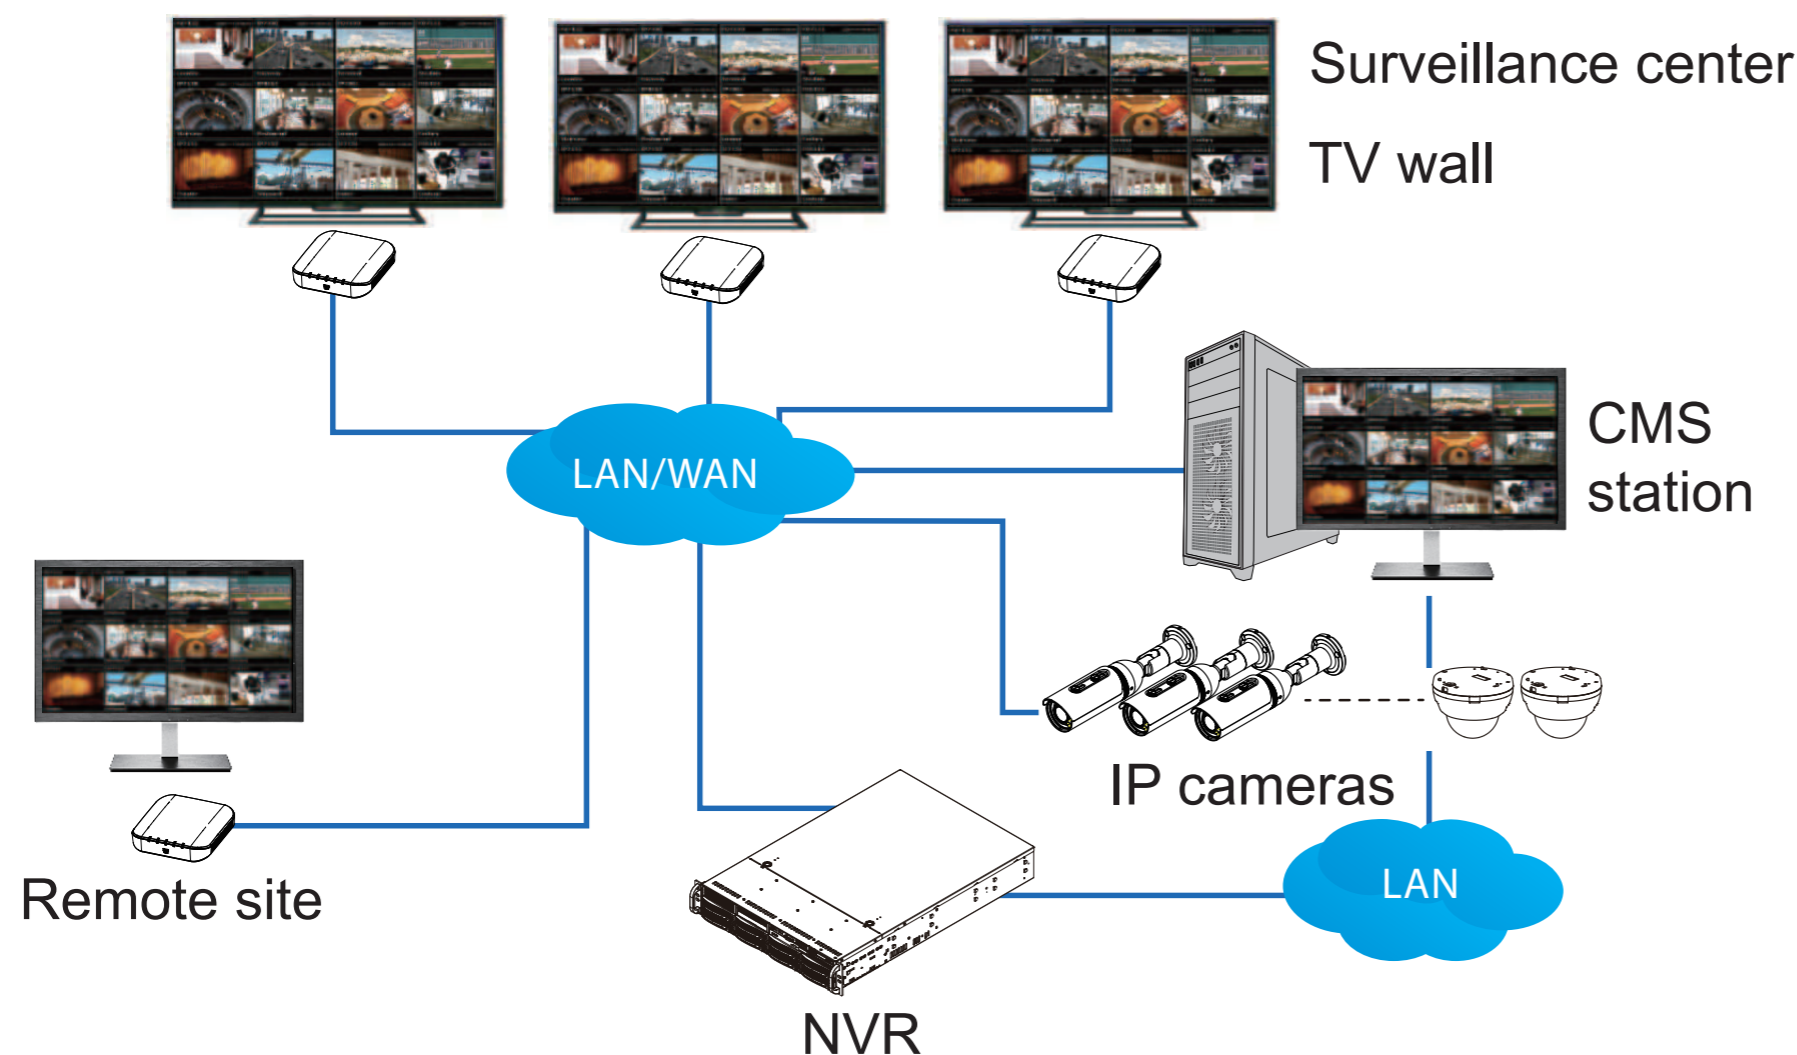 Surveillance center
TV wall
LAN/WAN
CMS
station
IP cameras
LAN
Remote site
NVR